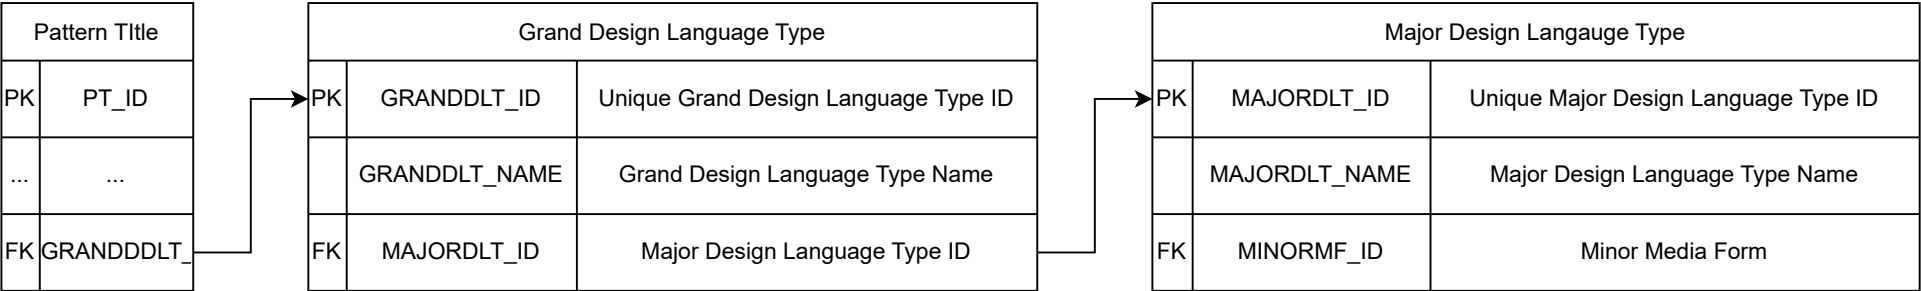 Pattern TItle
PK PT_ID
... ...
FK GRANDDDLT_
Grand Design Language Type
PK GRANDDLT_ID Unique Grand Design Language Type ID
GRANDDLT_NAME Grand Design Language Type Name
FK MAJORDLT_ID Major Design Language Type ID
Major Design Langauge Type
PK MAJORDLT_ID Unique Major Design Language Type ID
MAJORDLT_NAME Major Design Language Type Name
FK MINORMF_ID Minor Media Form